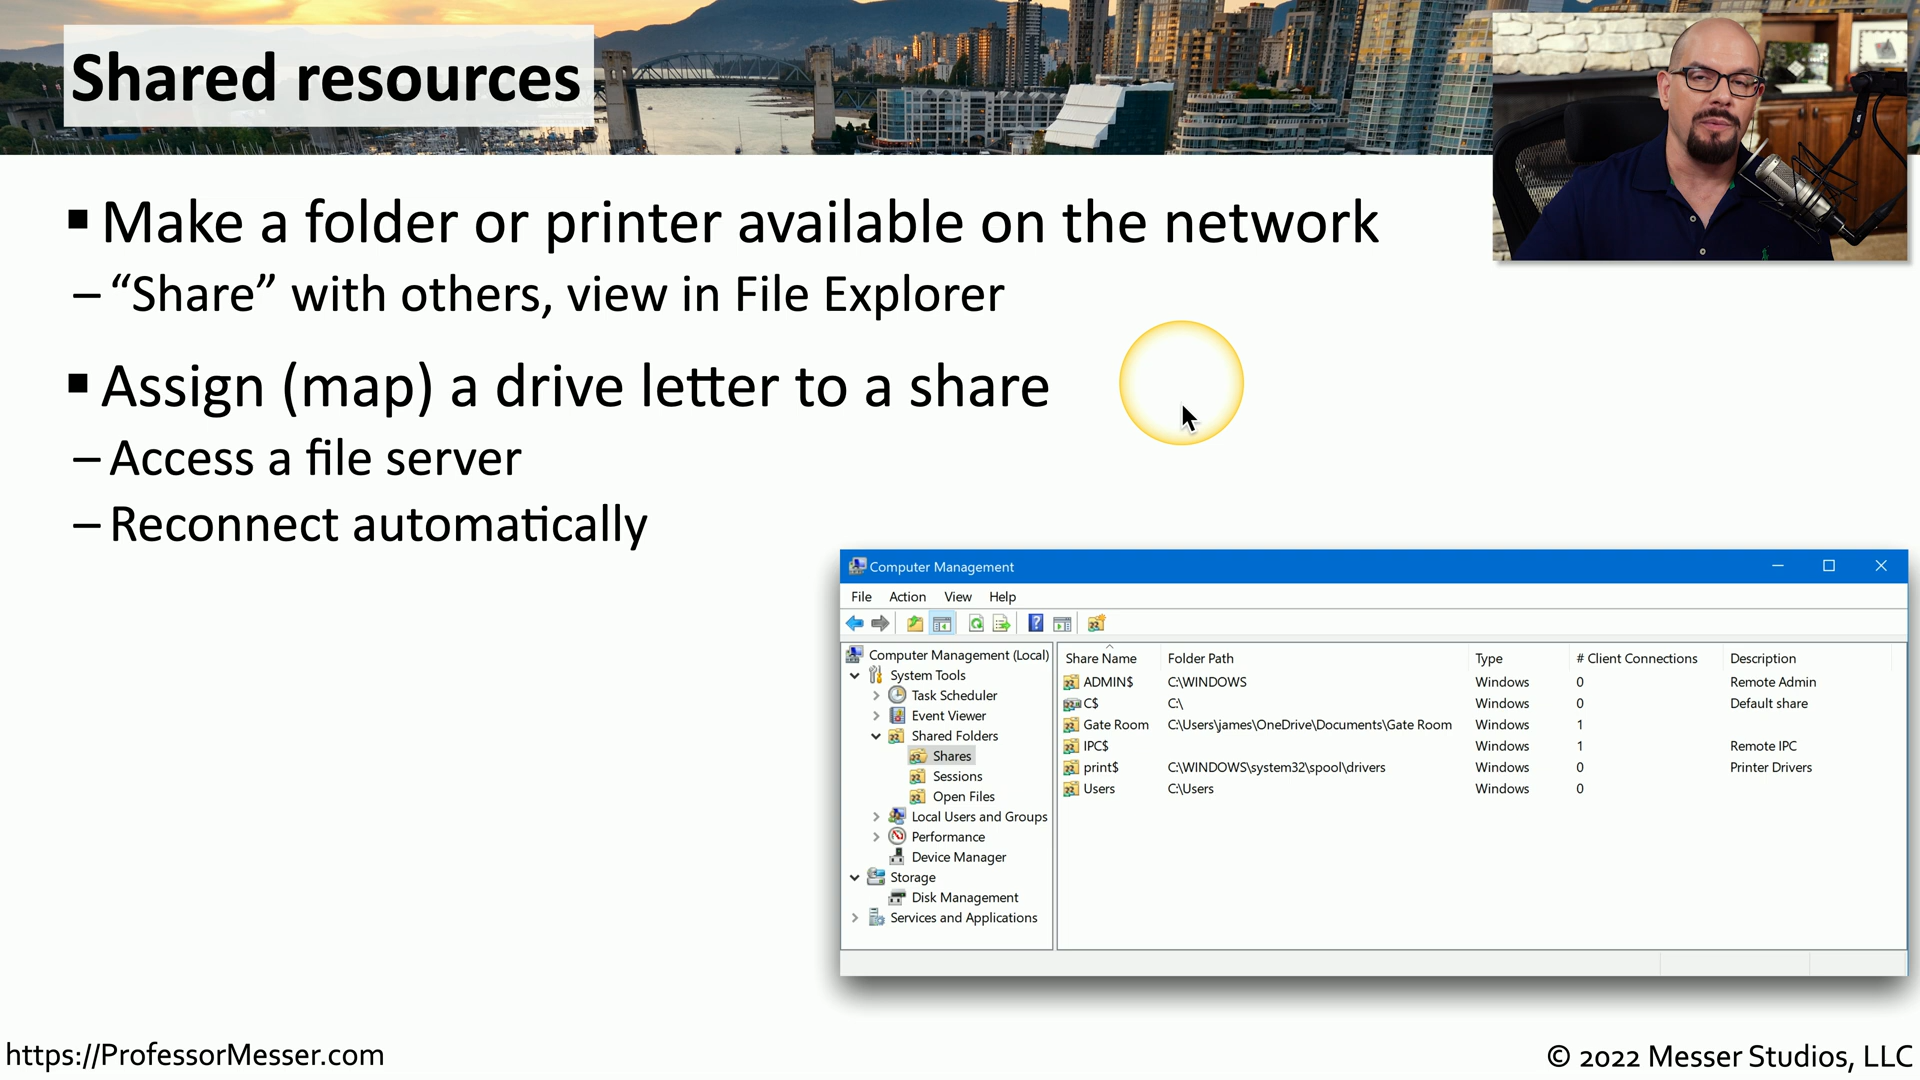 Shared resources
▪ Make a folder or printer available on the network
– “Share” with others, view in File Explorer
▪ Assign (map) a drive letter to a share
– Access a file server
– Reconnect automatically
Computer Management
File Action View Help
Computer Management (Local)
System Tools
Task Scheduler
Event Viewer
Shared Folders
Shares
Sessions
Open Files
Local Users and Groups
Performance
Device Manager
Storage
Disk Management
Services and Applications
Share Name Folder Path Type # Client Connections Description
ADMIN$ C:\WINDOWS Windows 0 Remote Admin
C$ C:\ Windows 0 Default share
Gate Room C:\Users\james\OneDrive\Documents\Gate Room Windows 1
IPC$ Windows 1 Remote IPC
print$ C:\WINDOWS\system32\spool\drivers Windows 0 Printer Drivers
Users C:\Users Windows 0
https://ProfessorMesser.com
© 2022 Messer Studios, LLC